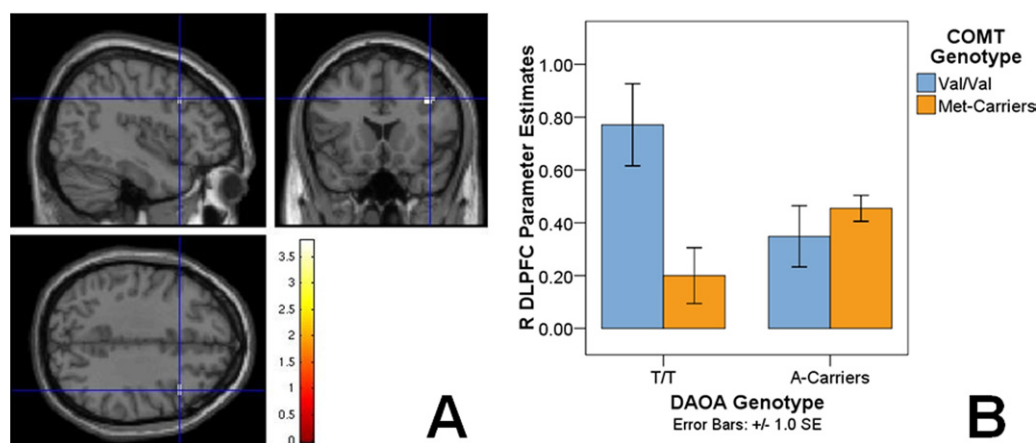 3.5
3
2.5
2
1.5
1
0.5
0
A
COMT
Genotype
Val/Val
Met-Carriers
R DLPFC Parameter Estimates
1.00
0.80
0.60
0.40
0.20
0.00
T/T
A-Carriers
DAOA Genotype
Error Bars: +/- 1.0 SE
B